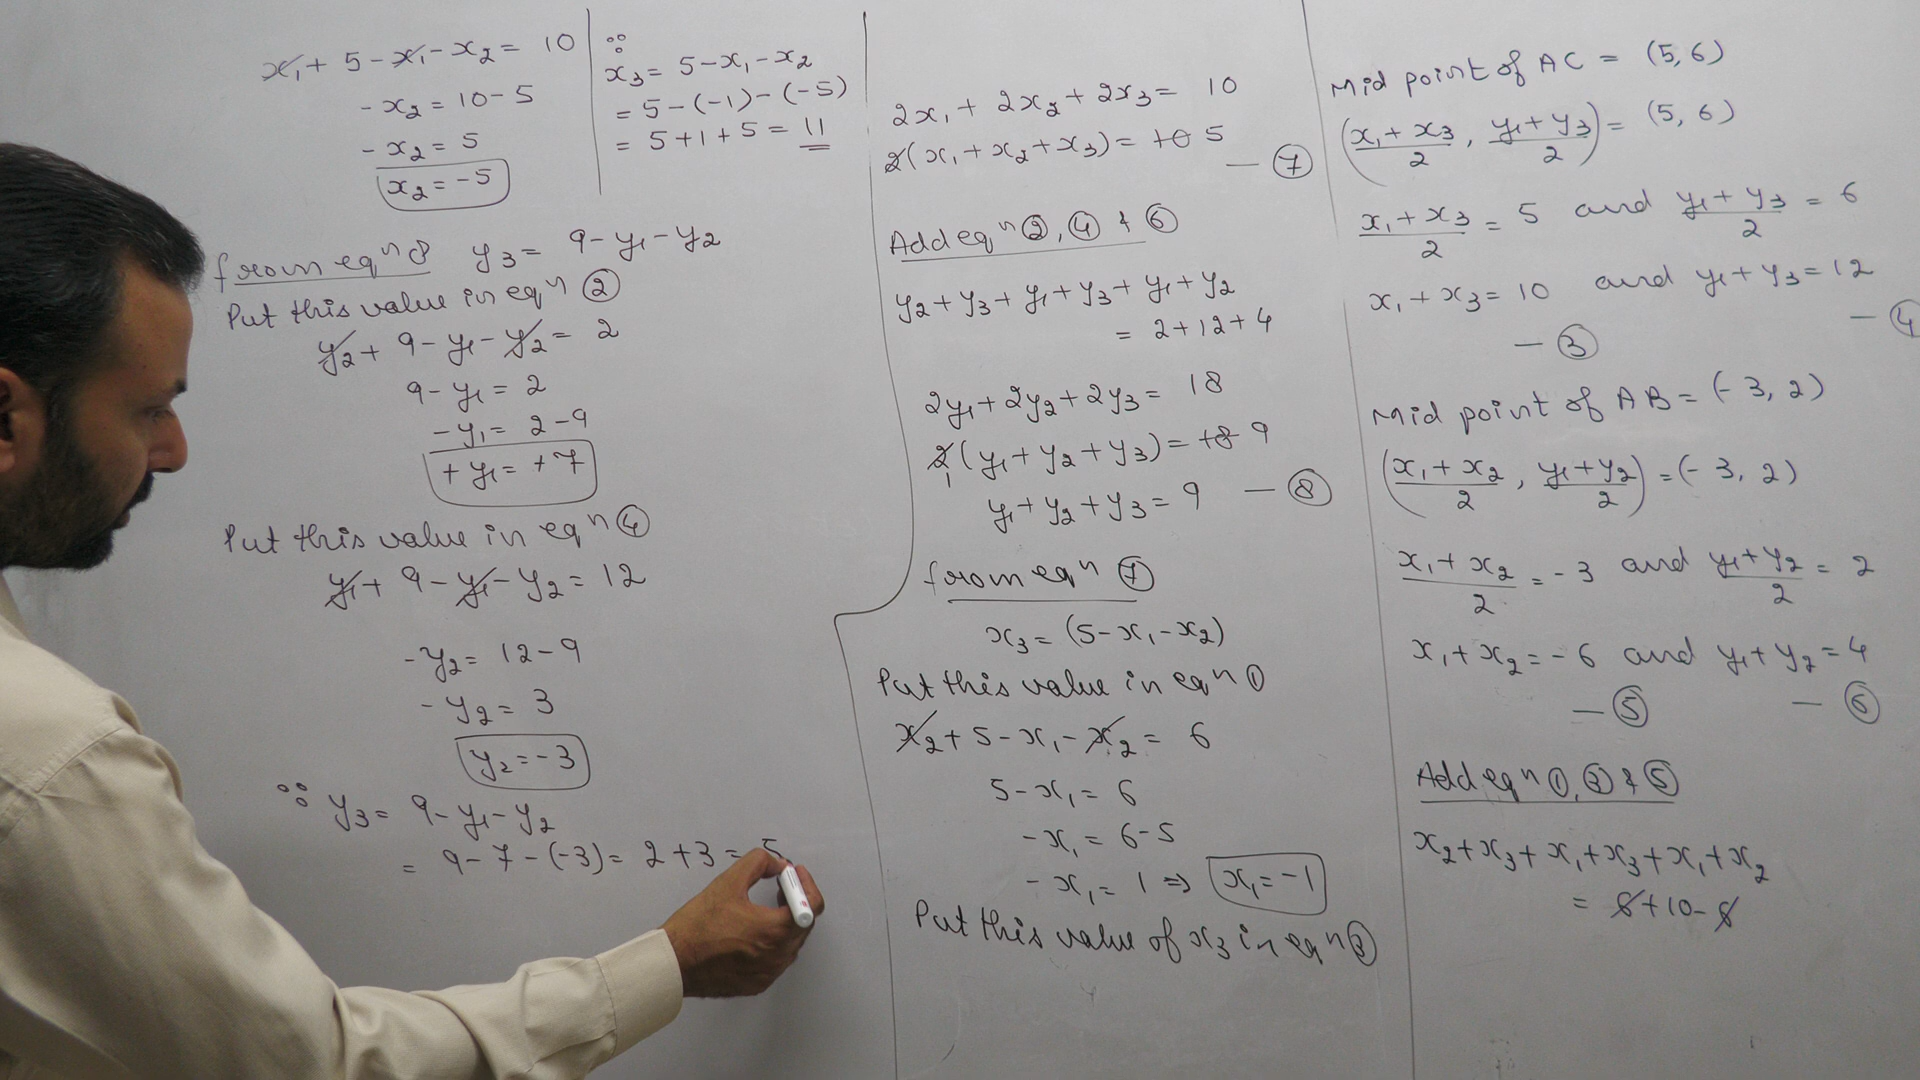 Mid point of AC = (5, 6)
(x₁ + x₃ / 2 , y₁ + y₃ / 2) = (5, 6)
x₁ + x₃ / 2 = 5 and y₁ + y₃ / 2 = 6
x₁ + x₃ = 10 and y₁ + y₃ = 12
— ③ — ④
Mid point of AB = (- 3, 2)
(x₁ + x₂ / 2 , y₁ + y₂ / 2) = (- 3, 2)
x₁ + x₂ / 2 = - 3 and y₁ + y₂ / 2 = 2
x₁ + x₂ = - 6 and y₁ + y₂ = 4
— ⑤ — ⑥
Add eqn ①, ③ & ⑤
x₂ + x₃ + x₁ + x₃ + x₁ + x₂
= 6 + 10 - 6
2x₁ + 2x₂ + 2x₃ = 10
2(x₁ + x₂ + x₃) = 10 5
— ⑦
Add eqn ②, ④ & ⑥
y₂ + y₃ + y₁ + y₃ + y₁ + y₂
= 2 + 12 + 4
2y₁ + 2y₂ + 2y₃ = 18
2(y₁ + y₂ + y₃) = 18 9
1
y₁ + y₂ + y₃ = 9 — ⑧
from eqn ⑦
x₃ = (5 - x₁ - x₂)
Put this value in eqn ①
x₂ + 5 - x₁ - x₂ = 6
5 - x₁ = 6
- x₁ = 6 - 5
- x₁ = 1 ⇒ x₁ = - 1
Put this value of x₃ in eqn ③
x₁ + 5 - x₁ - x₂ = 10
- x₂ = 10 - 5
- x₂ = 5
x₂ = - 5
∵
x₃ = 5 - x₁ - x₂
= 5 - (-1) - (-5)
= 5 + 1 + 5 = 11
from eqn 8 y₃ = 9 - y₁ - y₂
Put this value in eqn ②
y₂ + 9 - y₁ - y₂ = 2
9 - y₁ = 2
- y₁ = 2 - 9
+ y₁ = + 7
Put this value in eqn ④
y₁ + 9 - y₁ - y₂ = 12
- y₂ = 12 - 9
- y₂ = 3
y₂ = - 3
∵ y₃ = 9 - y₁ - y₂
= 9 - 7 - (-3) = 2 + 3 = 5